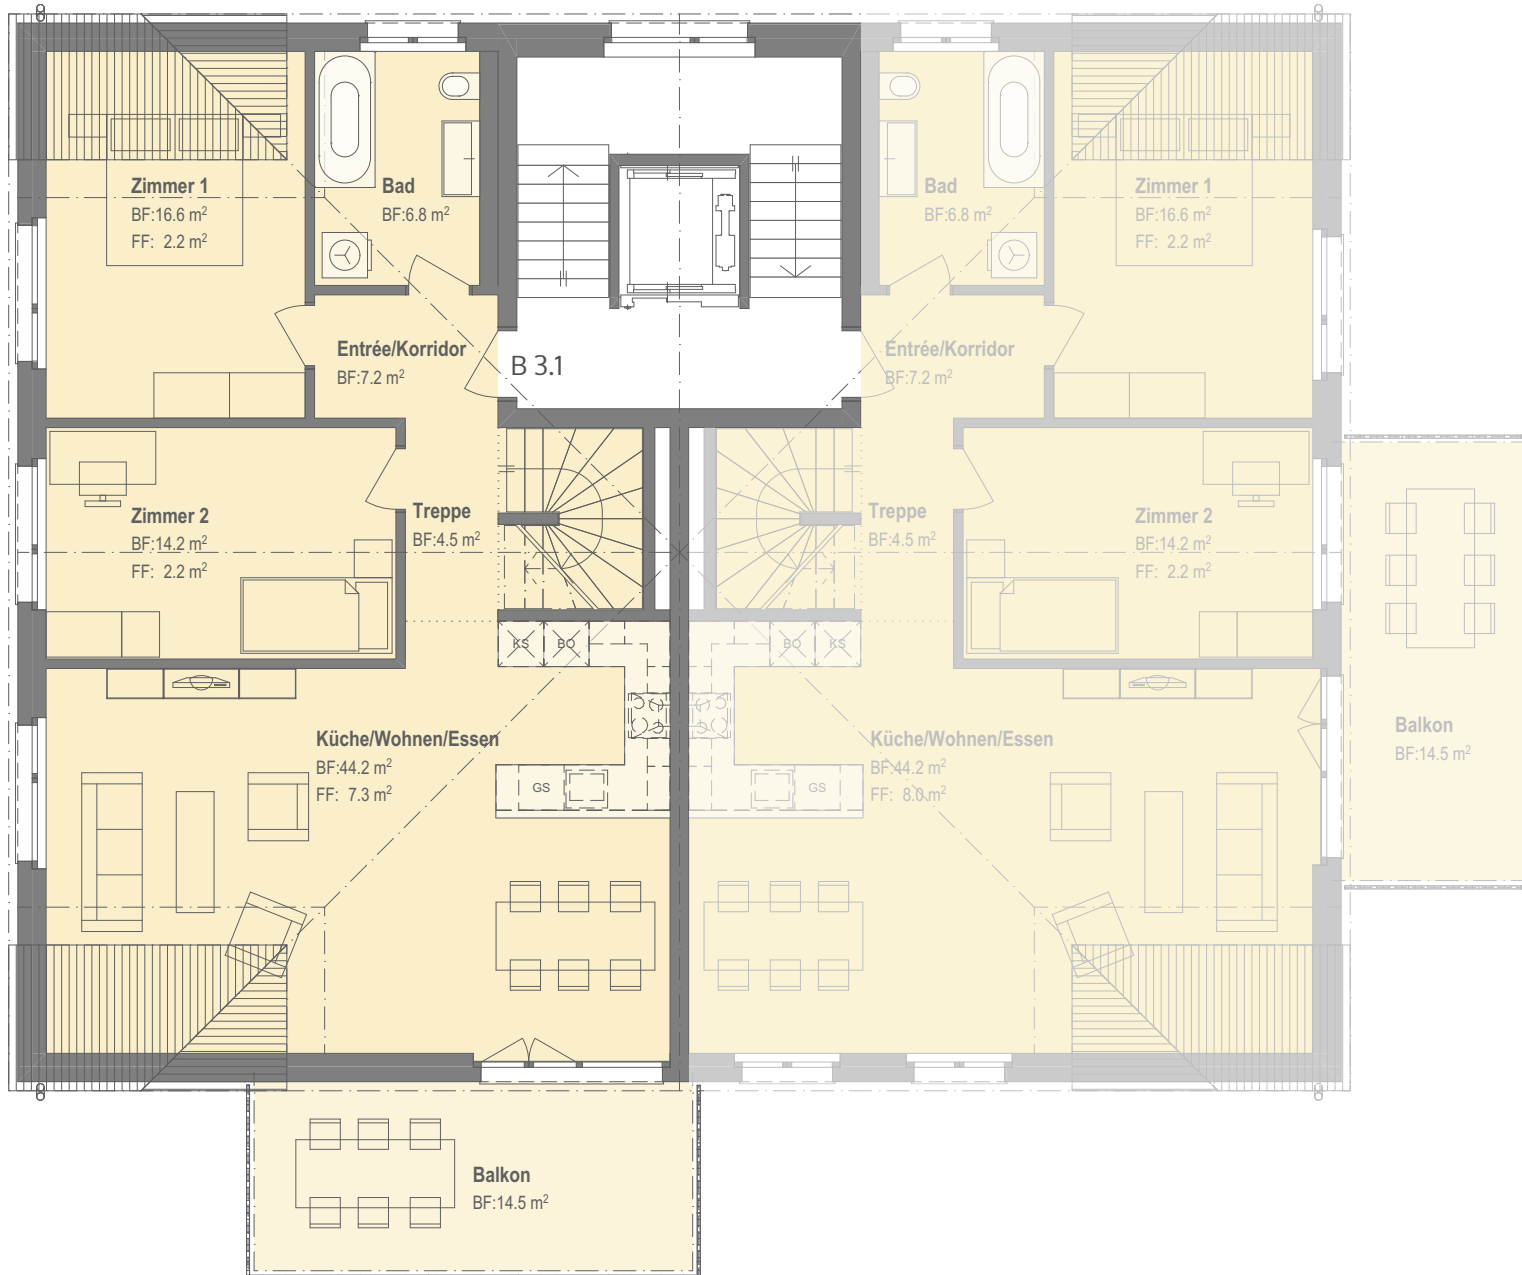 Zimmer 1
BF:16.6 m²
FF: 2.2 m²
Bad
BF:6.8 m²
Bad
BF:6.8 m²
Zimmer 1
BF:16.6 m²
FF: 2.2 m²
Entrée/Korridor
BF:7.2 m²
B 3.1
Entrée/Korridor
BF:7.2 m²
Zimmer 2
BF:14.2 m²
FF: 2.2 m²
Treppe
BF:4.5 m²
Treppe
BF:4.5 m²
Zimmer 2
BF:14.2 m²
FF: 2.2 m²
KS
BO
BO
KS
Küche/Wohnen/Essen
BF:44.2 m²
FF: 7.3 m²
GS
Küche/Wohnen/Essen
BF:44.2 m²
FF: 8.0 m²
GS
Balkon
BF:14.5 m²
Balkon
BF:14.5 m²